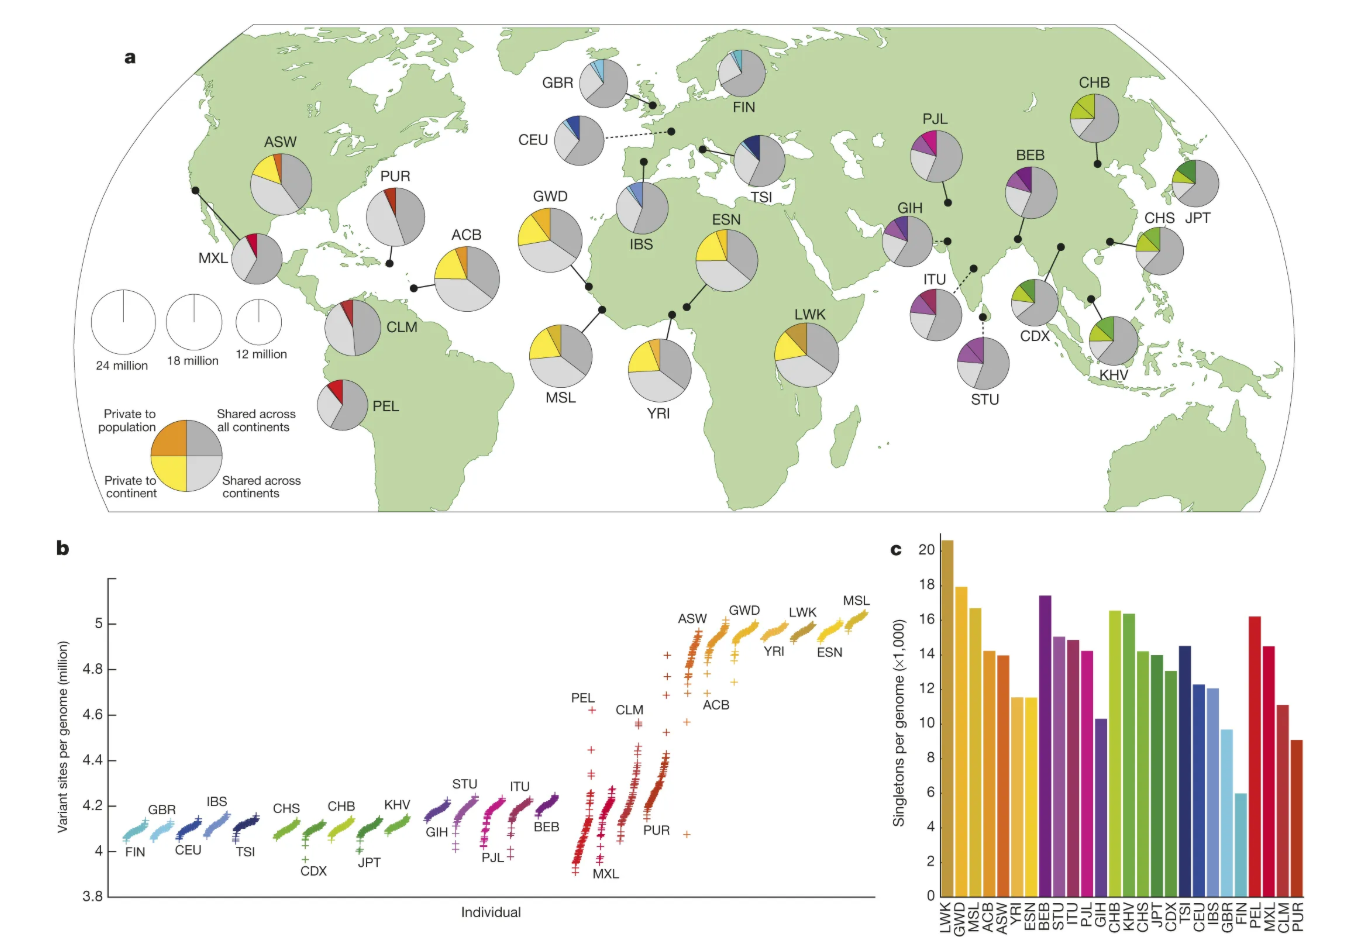 a
GBR
FIN
CHB
CEU
PJL
ASW
BEB
PUR
GWD
TSI
JPT
ESN
GIH
CHS
ACB
IBS
MXL
ITU
LWK
CLM
CDX
24 million
18 million
12 million
KHV
MSL
STU
PEL
YRI
Private to
population
Shared across
all continents
Private to
continent
Shared across
continents
b
Variant sites per genome (million)
5
4.8
4.6
4.4
4.2
4
3.8
FIN
GBR
CEU
IBS
TSI
CHS
CDX
CHB
JPT
KHV
GIH
STU
PJL
ITU
BEB
PEL
MXL
CLM
PUR
ASW
ACB
GWD
YRI
LWK
ESN
MSL
Individual
c
Singletons per genome (×1,000)
20
18
16
14
12
10
8
6
4
2
0
LWK
GWD
MSL
ACB
ASW
YRI
ESN
BEB
STU
ITU
PJL
GIH
CHB
KHV
CHS
JPT
CDX
TSI
CEU
IBS
GBR
FIN
PEL
MXL
CLM
PUR